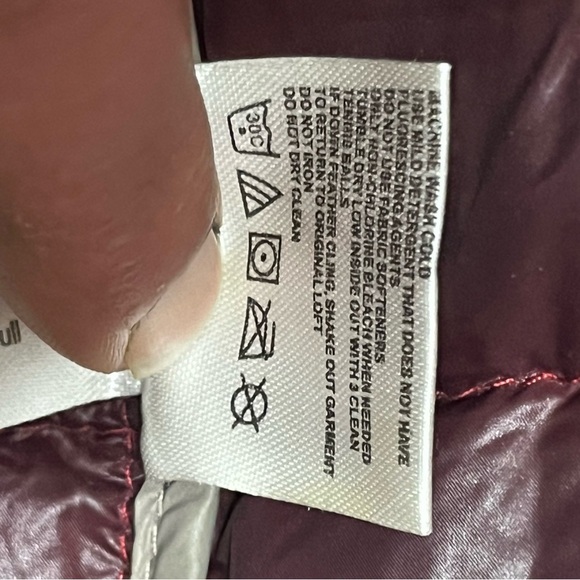 MACHINE WASH COLD
USE MILD DETERGENT THAT DOES NOT HAVE
FLUORESCING AGENTS
DO NOT USE FABRIC SOFTENERS
ONLY NON-CHLORINE BLEACH WHEN NEEDED
TUMBLE DRY LOW INSIDE OUT WITH 3 CLEAN
TENNIS BALLS
IF DOWN FEATHER CLING, SHAKE OUT GARMENT
TO RETURN TO ORIGINAL LOFT
DO NOT IRON
DO NOT DRY CLEAN
30C
ull